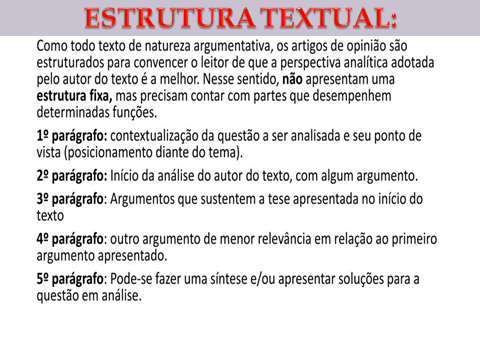 ESTRUTURA TEXTUAL:
Como todo texto de natureza argumentativa, os artigos de opinião são
estruturados para convencer o leitor de que a perspectiva analítica adotada
pelo autor do texto é a melhor. Nesse sentido, não apresentam uma
estrutura fixa, mas precisam contar com partes que desempenhem
determinadas funções.
1º parágrafo: contextualização da questão a ser analisada e seu ponto de
vista (posicionamento diante do tema).
2º parágrafo: Início da análise do autor do texto, com algum argumento.
3º parágrafo: Argumentos que sustentem a tese apresentada no início do
texto
4º parágrafo: outro argumento de menor relevância em relação ao primeiro
argumento apresentado.
5º parágrafo: Pode-se fazer uma síntese e/ou apresentar soluções para a
questão em análise.